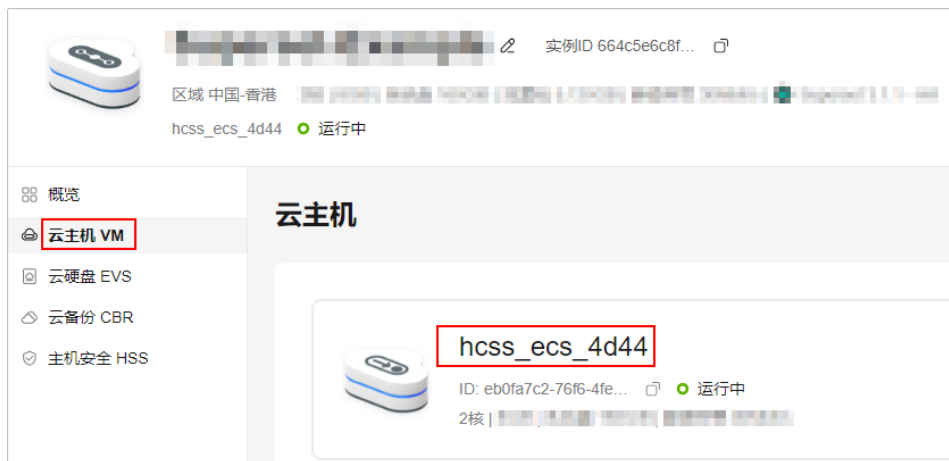 实例ID 664c5e6c8f...
区域 中国-香港
hcss_ecs_4d44 运行中
概览
云主机 VM
云硬盘 EVS
云备份 CBR
主机安全 HSS
云主机
hcss_ecs_4d44
ID: eb0fa7c2-76f6-4fe... 运行中
2核 |